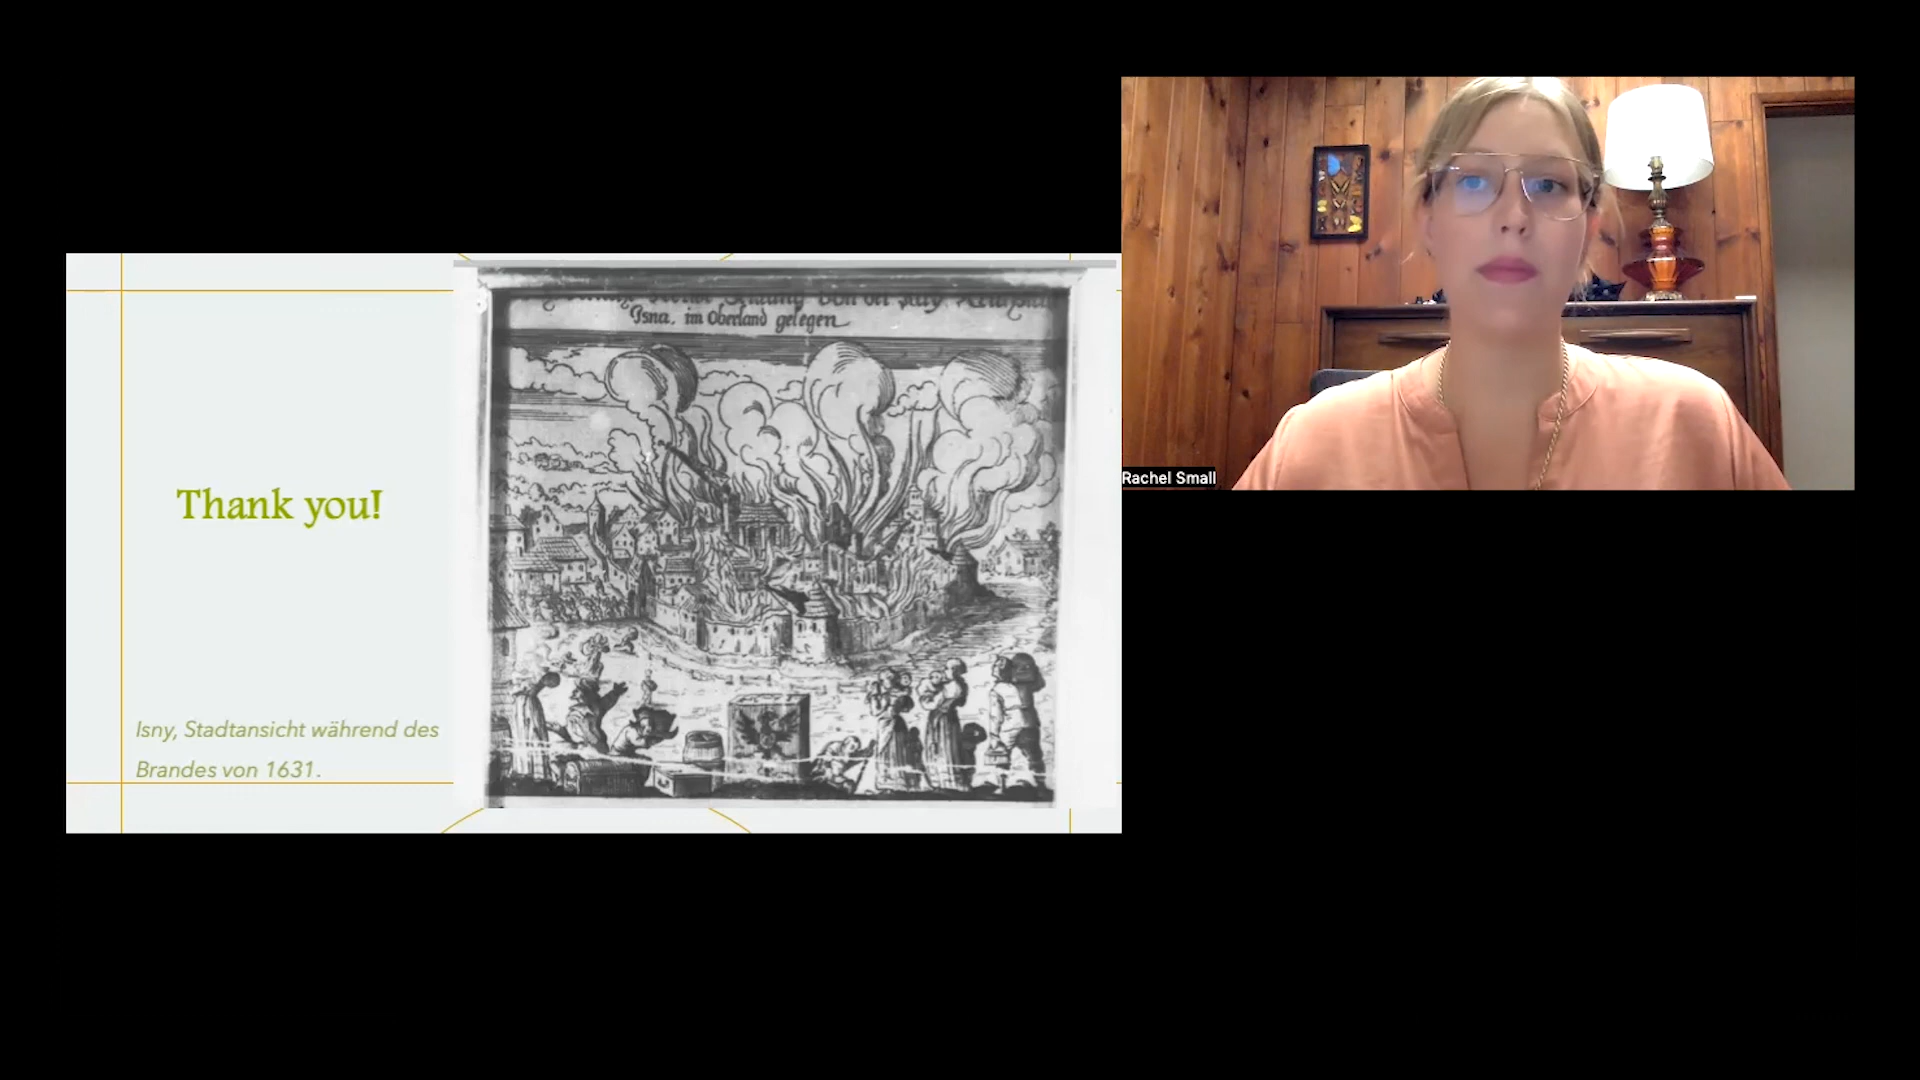 Thank you!
Isny, Stadtansicht während des
Brandes von 1631.
Isna. im Oberland gelegen
Rachel Small